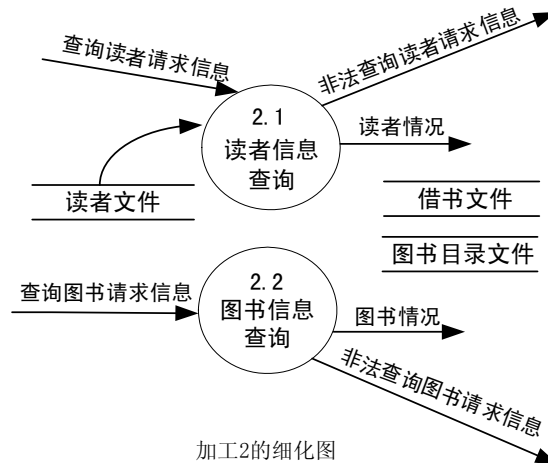 查询读者请求信息
非法查询读者请求信息
2.1
读者信息
查询
读者情况
读者文件
借书文件
图书目录文件
查询图书请求信息
2.2
图书信息
查询
图书情况
非法查询图书请求信息
加工2的细化图